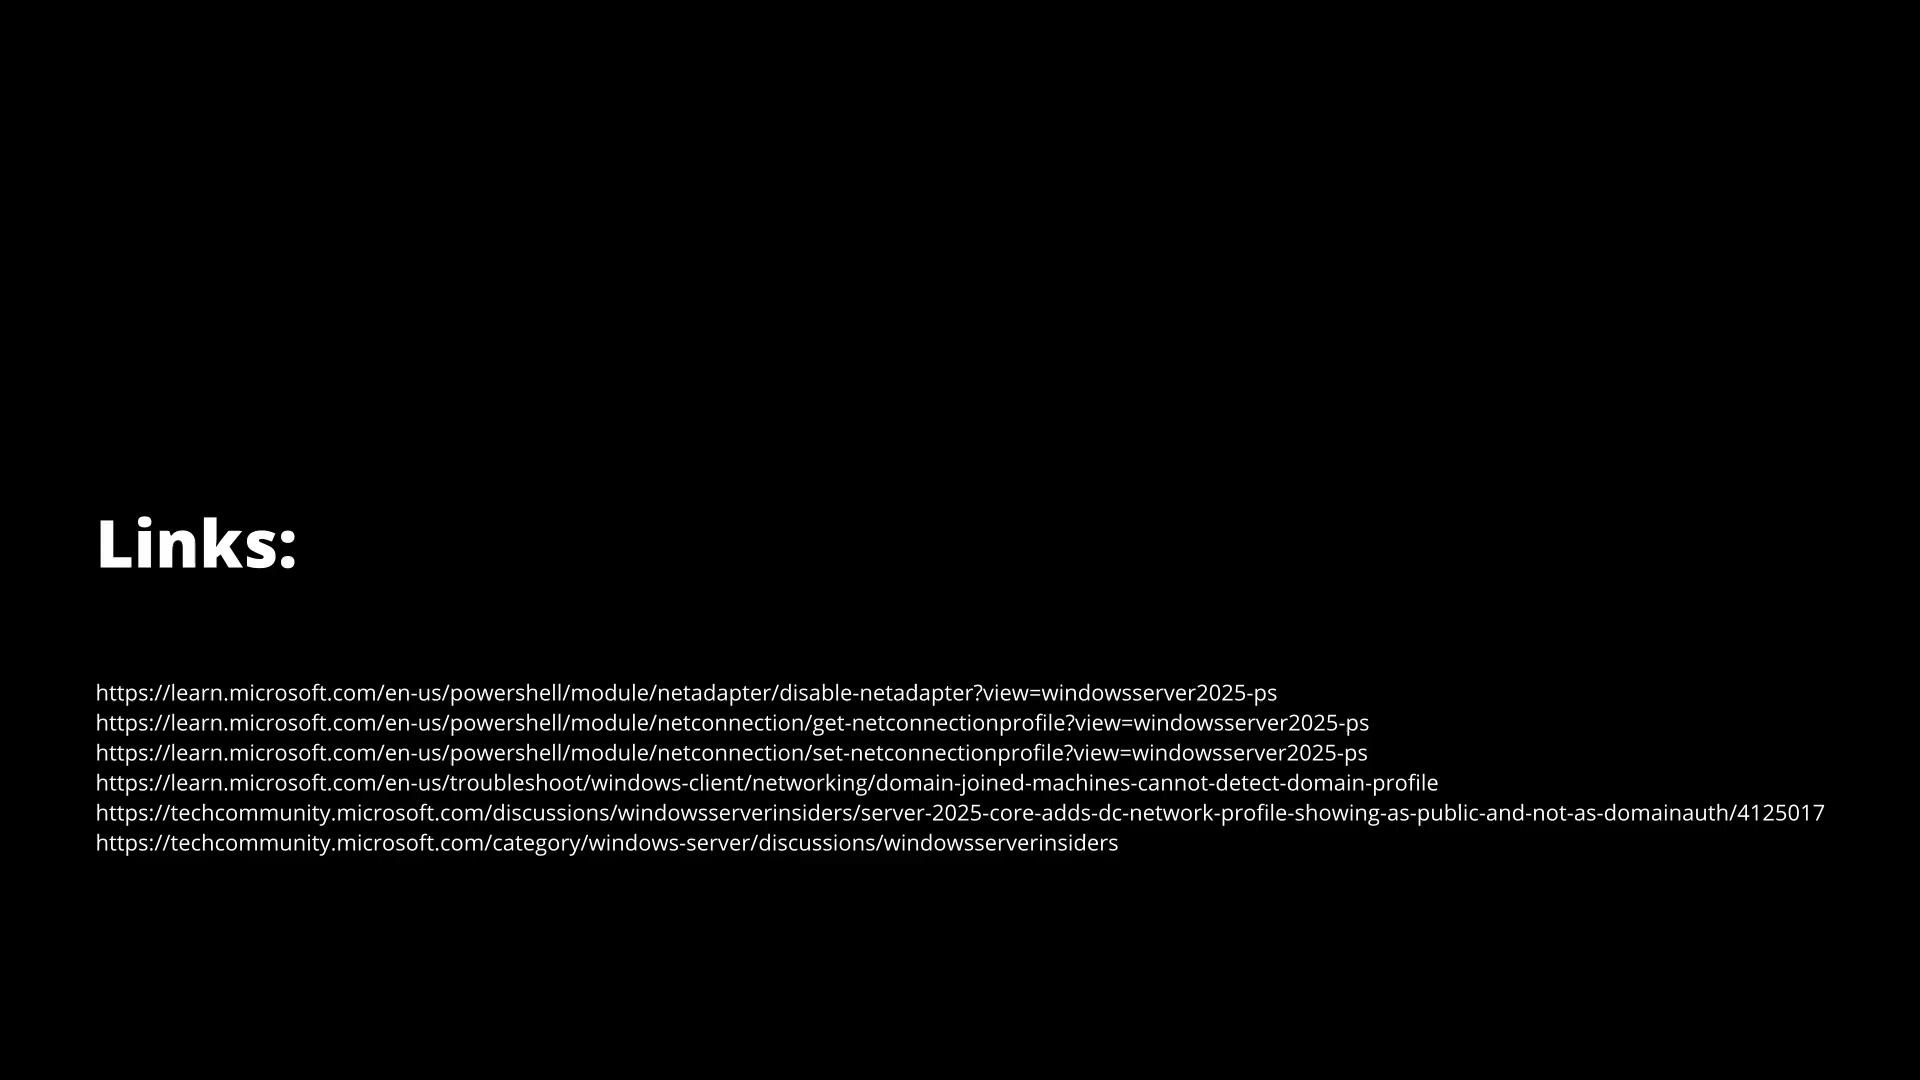 Links:
https://learn.microsoft.com/en-us/powershell/module/netadapter/disable-netadapter?view=windowsserver2025-ps
https://learn.microsoft.com/en-us/powershell/module/netconnection/get-netconnectionprofile?view=windowsserver2025-ps
https://learn.microsoft.com/en-us/powershell/module/netconnection/set-netconnectionprofile?view=windowsserver2025-ps
https://learn.microsoft.com/en-us/troubleshoot/windows-client/networking/domain-joined-machines-cannot-detect-domain-profile
https://techcommunity.microsoft.com/discussions/windowsserverinsiders/server-2025-core-adds-dc-network-profile-showing-as-public-and-not-as-domainauth/4125017
https://techcommunity.microsoft.com/category/windows-server/discussions/windowsserverinsiders